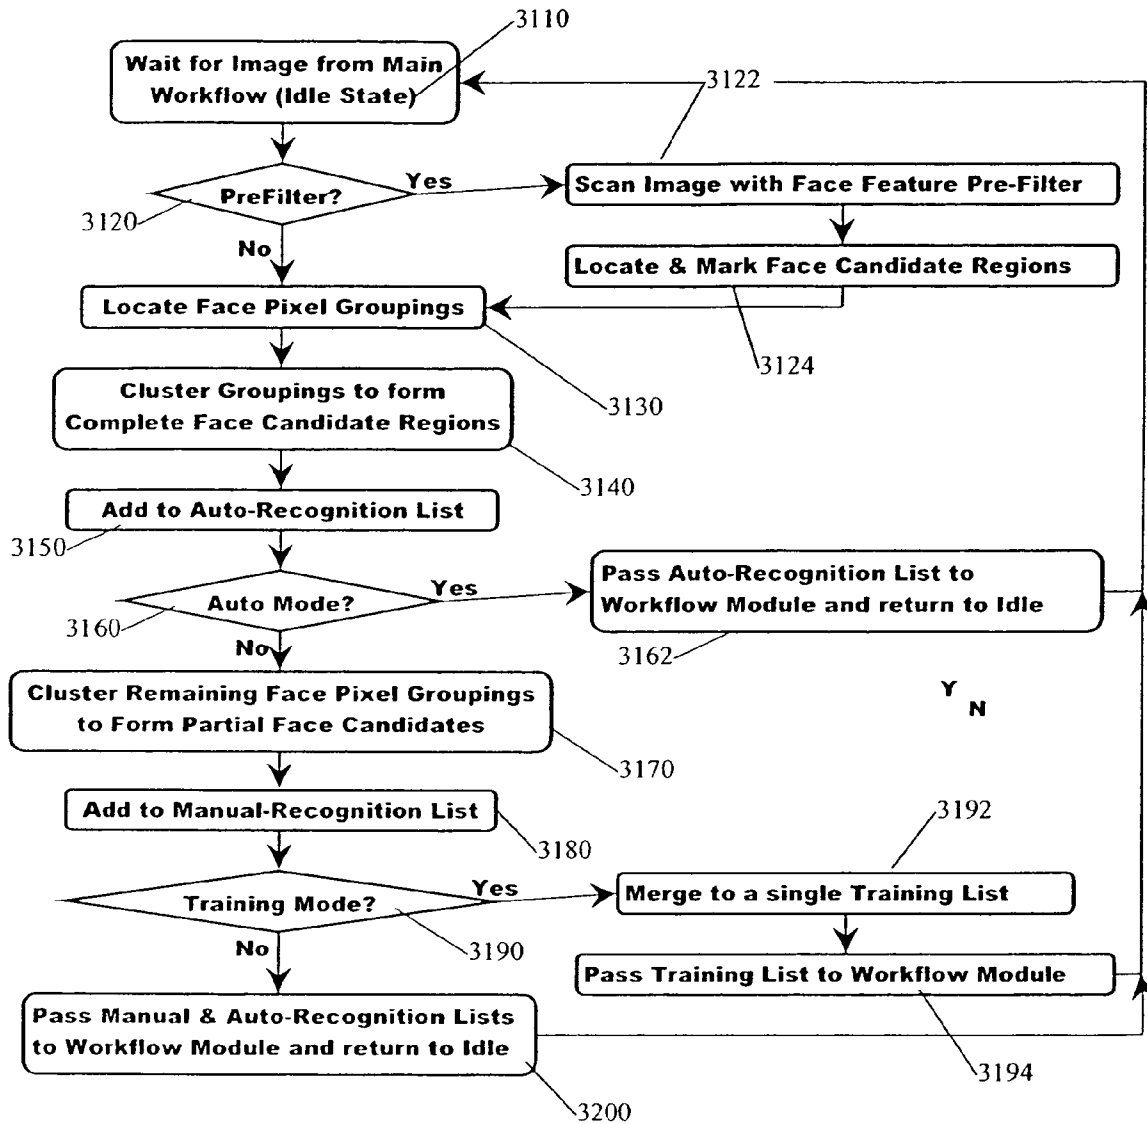 3110
Wait for Image from Main
Workflow (Idle State)
3122
PreFilter?
Yes
Scan Image with Face Feature Pre-Filter
3120
No
Locate & Mark Face Candidate Regions
Locate Face Pixel Groupings
3124
Cluster Groupings to form
Complete Face Candidate Regions
3130
3140
Add to Auto-Recognition List
3150
Auto Mode?
Yes
Pass Auto-Recognition List to
Workflow Module and return to Idle
3160
No
3162
Cluster Remaining Face Pixel Groupings
to Form Partial Face Candidates
Y
N
3170
Add to Manual-Recognition List
3180
3192
Training Mode?
Yes
Merge to a single Training List
No
3190
Pass Training List to Workflow Module
Pass Manual & Auto-Recognition Lists
to Workflow Module and return to Idle
3194
3200